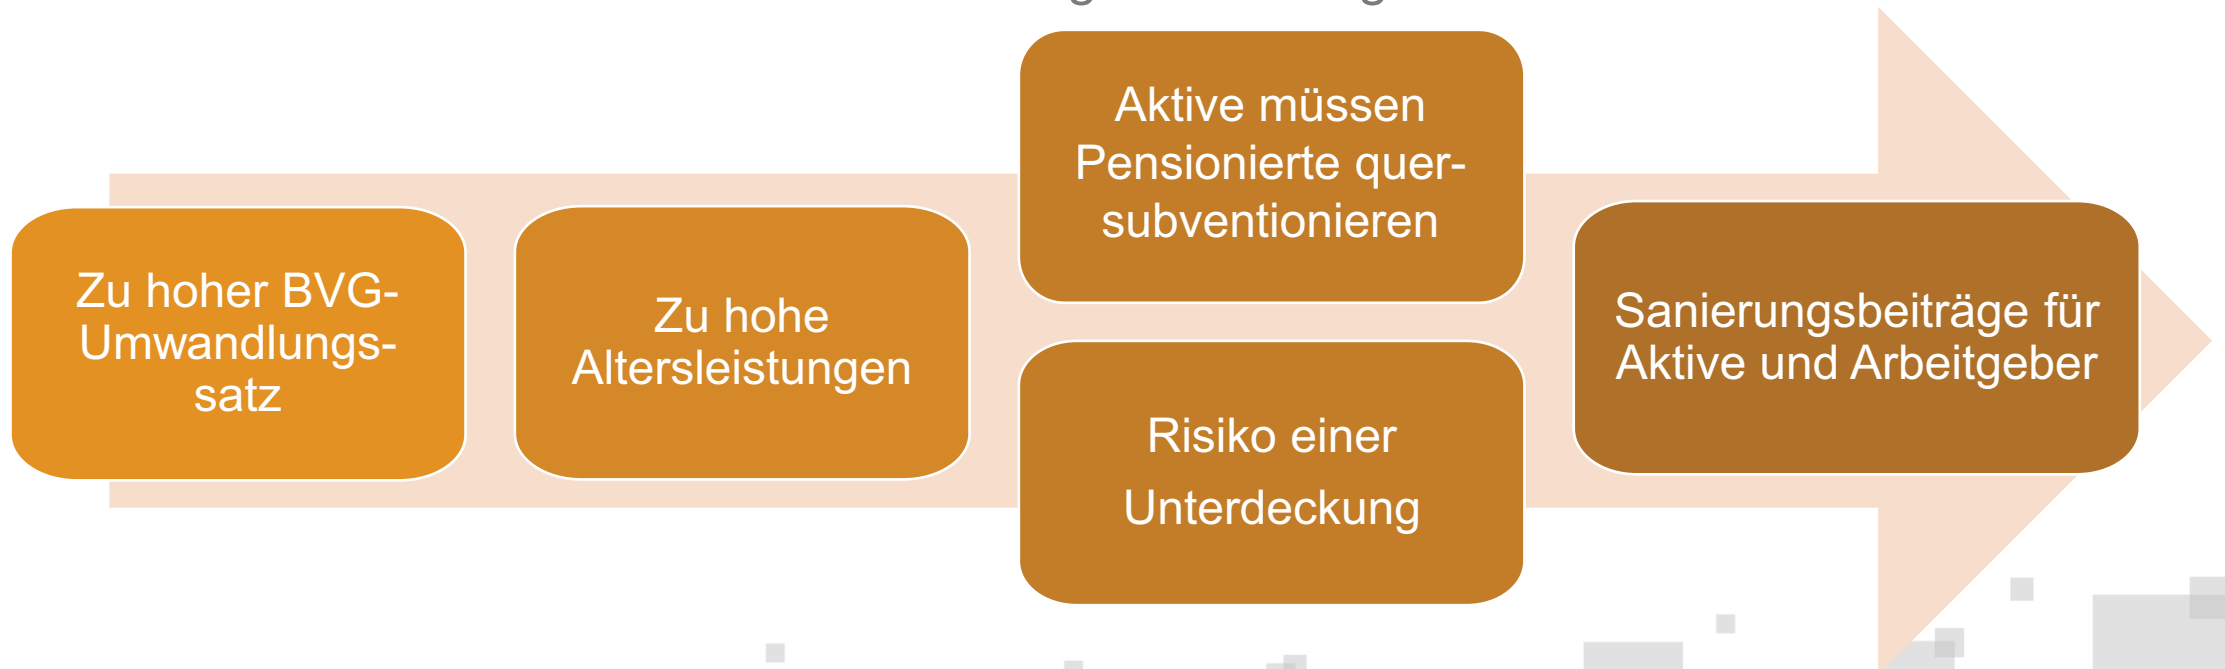 Zu hoher BVG-
Umwandlungs-
satz
Zu hohe
Altersleistungen
Aktive müssen
Pensionierte quer-
subventionieren
Risiko einer
Unterdeckung
Sanierungsbeiträge für
Aktive und Arbeitgeber